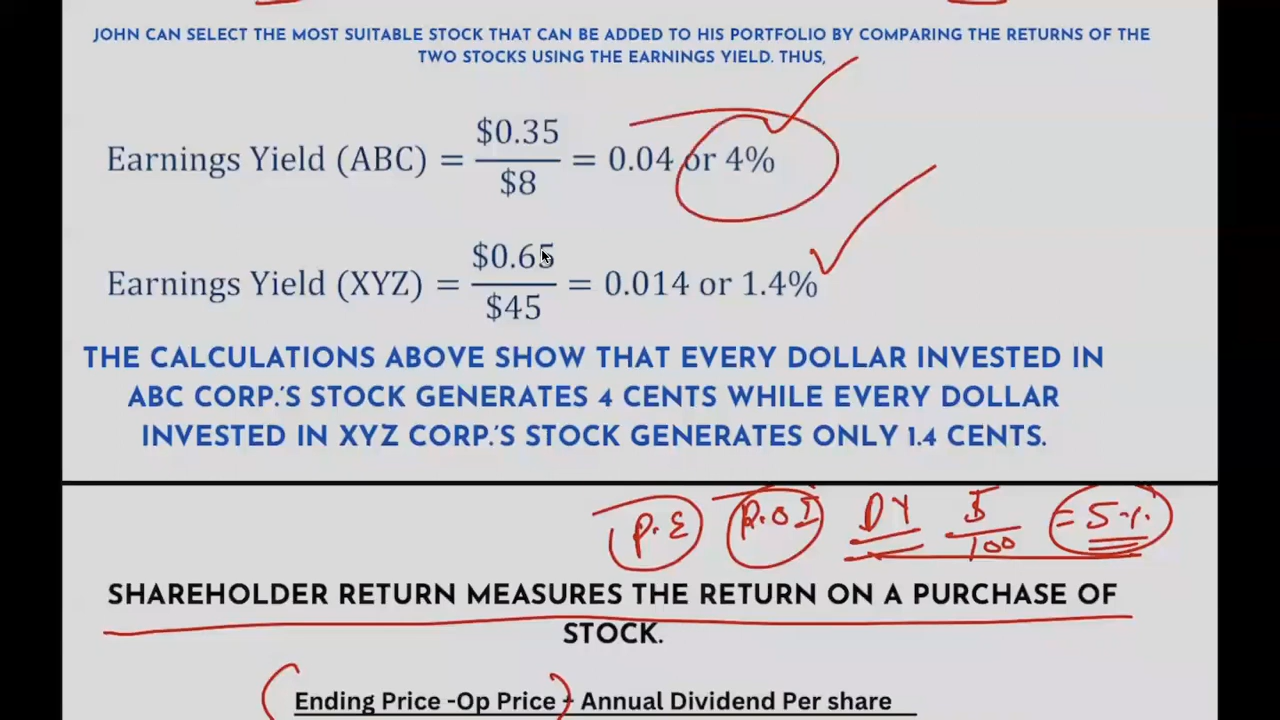 JOHN CAN SELECT THE MOST SUITABLE STOCK THAT CAN BE ADDED TO HIS PORTFOLIO BY COMPARING THE RETURNS OF THE
TWO STOCKS USING THE EARNINGS YIELD. THUS,
Earnings Yield (ABC) = $0.35 / $8 = 0.04 or 4%
Earnings Yield (XYZ) = $0.65 / $45 = 0.014 or 1.4%
THE CALCULATIONS ABOVE SHOW THAT EVERY DOLLAR INVESTED IN
ABC CORP.'S STOCK GENERATES 4 CENTS WHILE EVERY DOLLAR
INVESTED IN XYZ CORP.'S STOCK GENERATES ONLY 1.4 CENTS.
P.E R.O I DY 5/100 = 5%
SHAREHOLDER RETURN MEASURES THE RETURN ON A PURCHASE OF
STOCK.
Ending Price -Op Price + Annual Dividend Per share